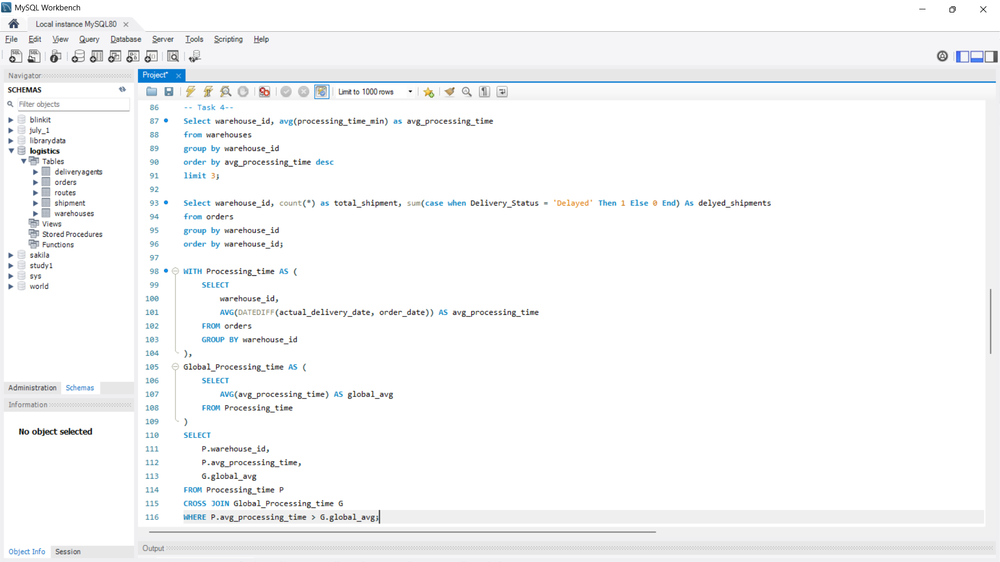 MySQL Workbench
Local instance MySQL80
File Edit View Query Database Server Tools Scripting Help
Navigator
SCHEMAS
Filter objects
blinkit
july_1
librarydata
logistics
Tables
deliveryagents
orders
routes
shipment
warehouses
Views
Stored Procedures
Functions
sakila
study1
sys
world
Administration Schemas
Information
No object selected
Object Info Session
Project*
Limit to 1000 rows
86 -- Task 4--
87 Select warehouse_id, avg(processing_time_min) as avg_processing_time
88 from warehouses
89 group by warehouse_id
90 order by avg_processing_time desc
91 limit 3;
92
93 Select warehouse_id, count(*) as total_shipment, sum(case when Delivery_Status = 'Delayed' Then 1 Else 0 End) As delyed_shipments
94 from orders
95 group by warehouse_id
96 order by warehouse_id;
97
98 WITH Processing_time AS (
99 SELECT
100 warehouse_id,
101 AVG(DATEDIFF(actual_delivery_date, order_date)) AS avg_processing_time
102 FROM orders
103 GROUP BY warehouse_id
104 ),
105 Global_Processing_time AS (
106 SELECT
107 AVG(avg_processing_time) AS global_avg
108 FROM Processing_time
109 )
110 SELECT
111 P.warehouse_id,
112 P.avg_processing_time,
113 G.global_avg
114 FROM Processing_time P
115 CROSS JOIN Global_Processing_time G
116 WHERE P.avg_processing_time > G.global_avg;
Output